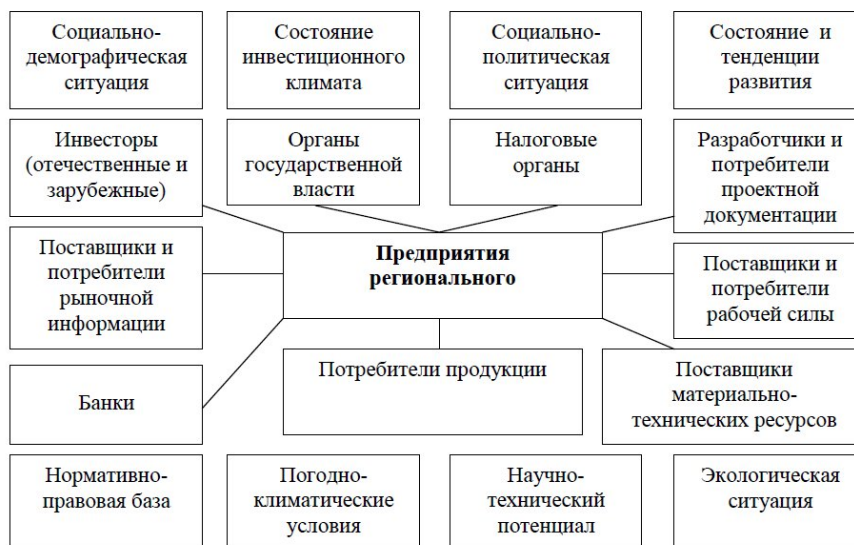 Социально-
демографическая
ситуация
Состояние
инвестиционного
климата
Социально-
политическая
ситуация
Состояние и
тенденции
развития
Инвесторы
(отечественные и
зарубежные)
Органы
государственной
власти
Налоговые
органы
Разработчики и
потребители
проектной
документации
Поставщики и
потребители
рыночной
информации
Предприятия
регионального
Поставщики и
потребители
рабочей силы
Банки
Потребители продукции
Поставщики
материально-
технических ресурсов
Нормативно-
правовая база
Погодно-
климатические
условия
Научно-
технический
потенциал
Экологическая
ситуация